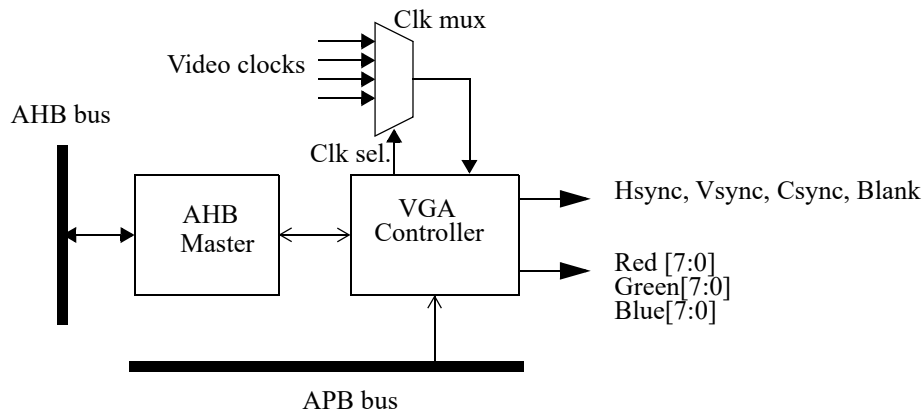 Clk mux
Video clocks
AHB bus
Clk sel.
AHB
Master
VGA
Controller
Hsync, Vsync, Csync, Blank
Red [7:0]
Green[7:0]
Blue[7:0]
APB bus